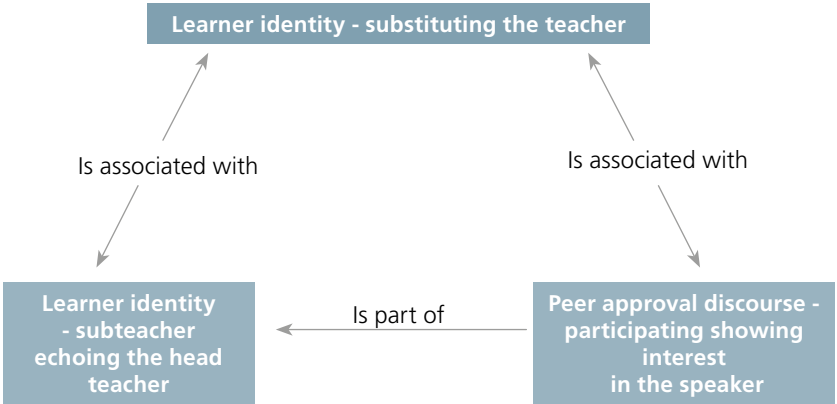 Learner identity - substituting the teacher
Is associated with
Is associated with
Learner identity
- subteacher
echoing the head
teacher
Is part of
Peer approval discourse -
participating showing
interest
in the speaker